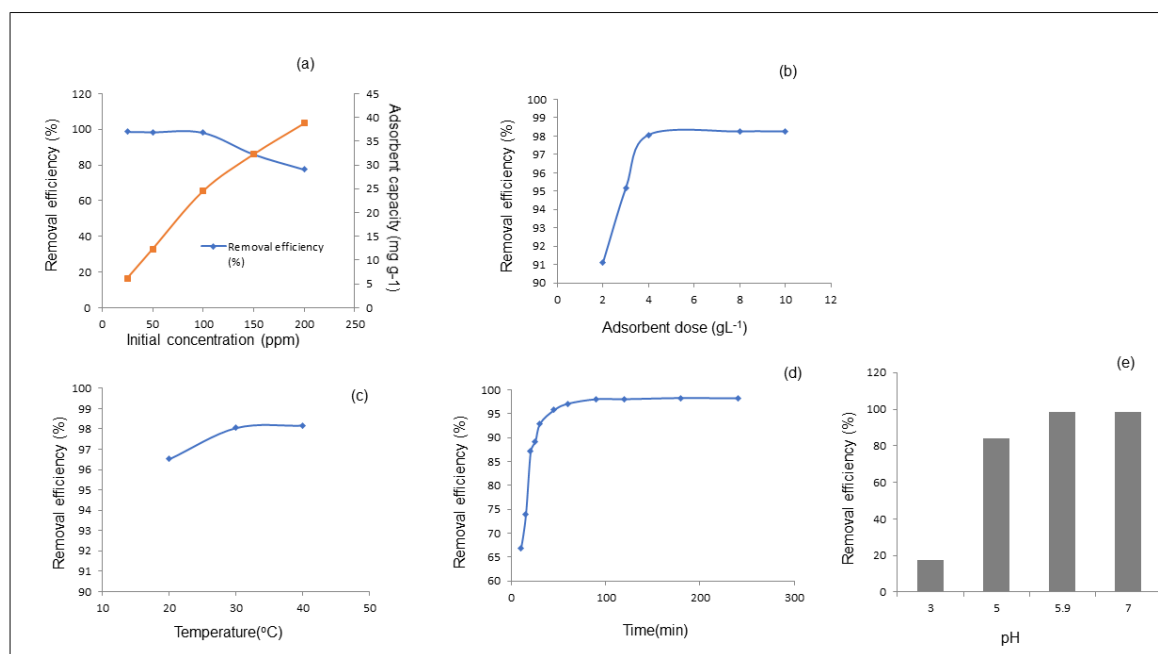 (a)
120
100
80
60
40
20
0
Removal efficiency (%)
45
40
35
30
25
20
15
10
5
0
Adsorbent capacity (mg g-1)
Removal efficiency
(%)
0 50 100 150 200 250
Initial concentration (ppm)
(b)
100
99
98
97
96
95
94
93
92
91
90
Removal efficiency (%)
0 2 4 6 8 10 12
Adsorbent dose (gL-1)
(c)
99
98
98
97
96
95
94
93
92
91
90
Removal efficiency (%)
10 20 30 40 50
Temperature(oC)
(d)
100
95
90
85
80
75
70
65
60
Removal efficiency (%)
0 100 200 300
Time(min)
(e)
120
100
80
60
40
20
0
Removal efficiency (%)
3 5 5.9 7
pH